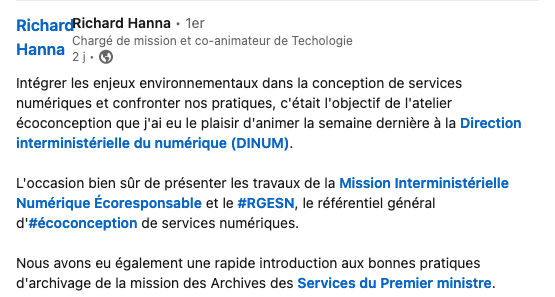 Richard Hanna
Richard Hanna • 1er
Chargé de mission et co-animateur de Techologie
2 j •
Intégrer les enjeux environnementaux dans la conception de services
numériques et confronter nos pratiques, c'était l'objectif de l'atelier
écoconception que j'ai eu le plaisir d'animer la semaine dernière à la Direction
interministérielle du numérique (DINUM).
L'occasion bien sûr de présenter les travaux de la Mission Interministérielle
Numérique Écoresponsable et le #RGESN, le référentiel général
d'#écoconception de services numériques.
Nous avons eu également une rapide introduction aux bonnes pratiques
d'archivage de la mission des Archives des Services du Premier ministre.